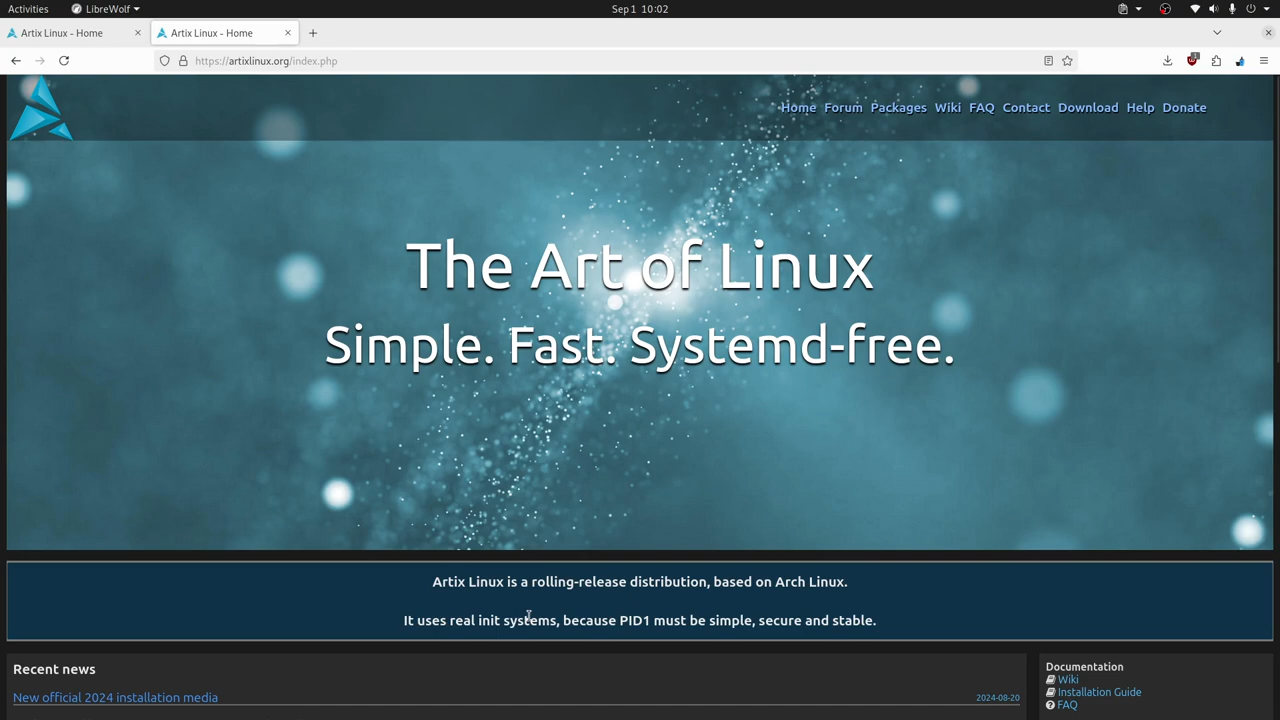 Activities LibreWolf Sep 1 10:02
Artix Linux - Home Artix Linux - Home
https://artixlinux.org/index.php 1
Home Forum Packages Wiki FAQ Contact Download Help Donate
The Art of Linux
Simple. Fast. Systemd-free.
Artix Linux is a rolling-release distribution, based on Arch Linux.
It uses real init systems, because PID1 must be simple, secure and stable.
Recent news
New official 2024 installation media 2024-08-20
Documentation
Wiki
Installation Guide
FAQ